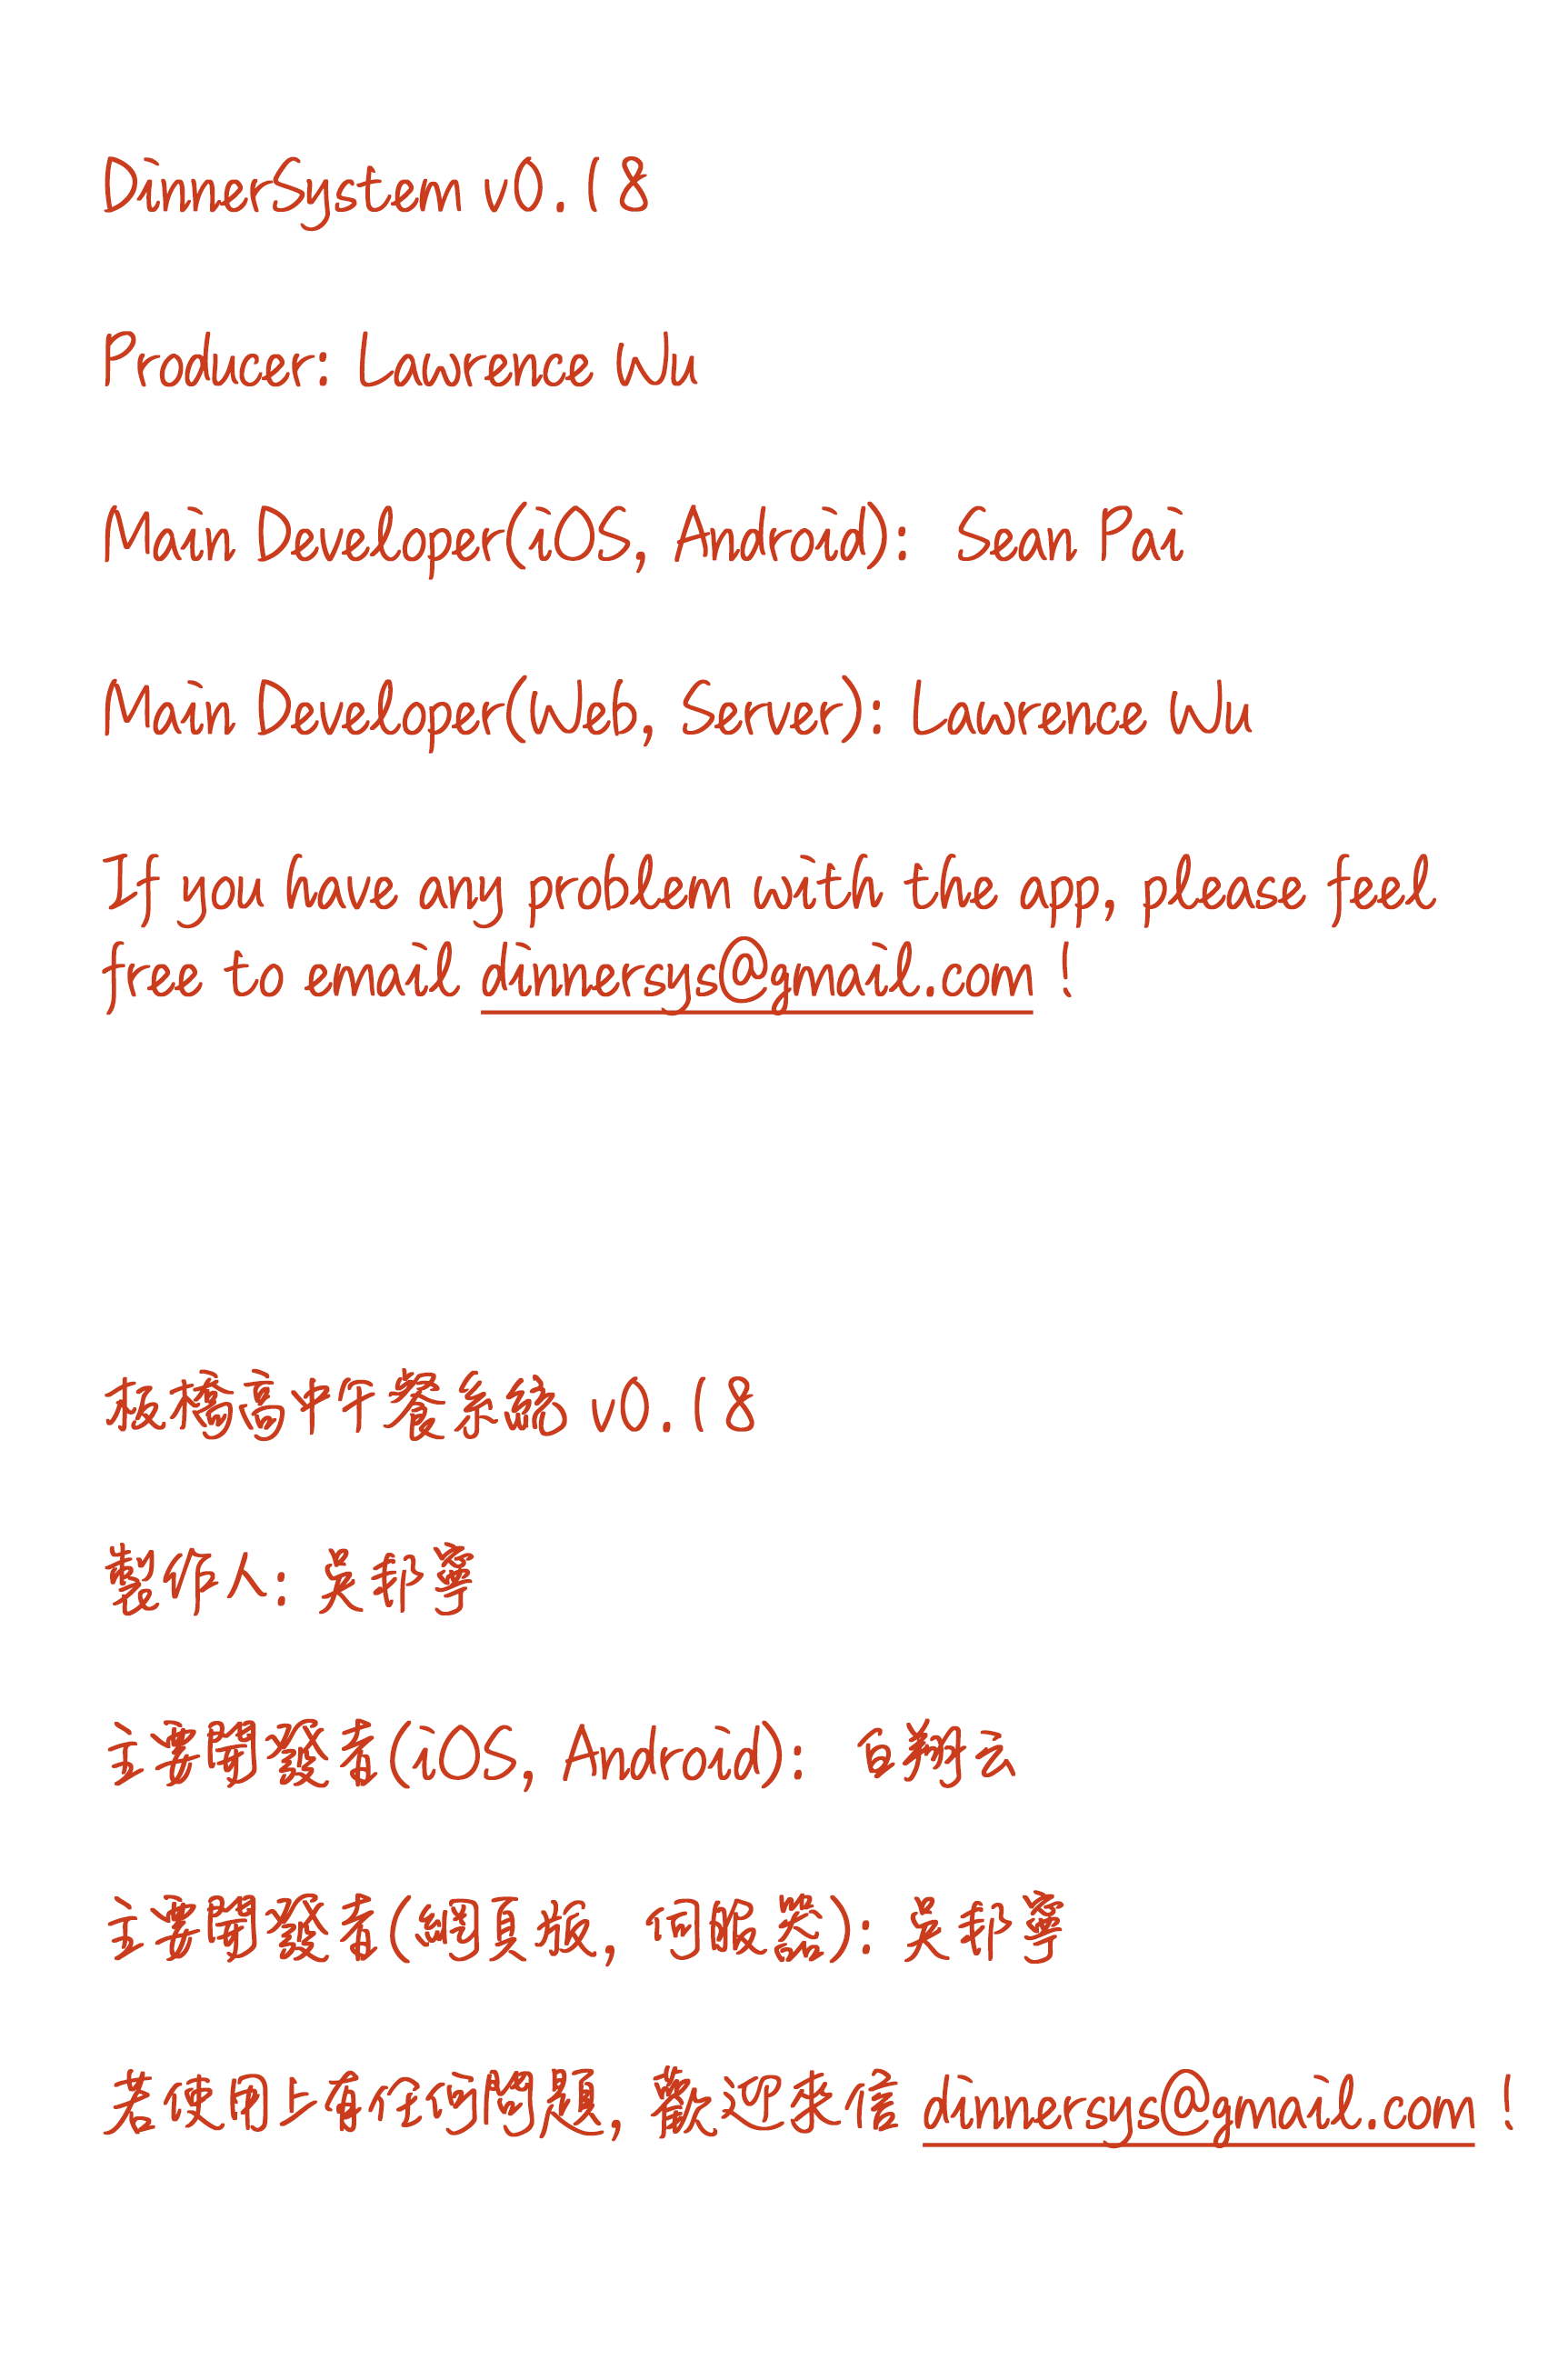 DinnerSystem v0.18
Producer: Lawrence Wu
Main Developer(iOS, Android): Sean Pai
Main Developer(Web, Server): Lawrence Wu
If you have any problem with the app, please feel
free to email dinnersys@gmail.com !
板橋高中午餐系統 v0.18
製作人: 吳邦寧
主要開發者(iOS, Android): 白翔云
主要開發者(網頁版, 伺服器): 吳邦寧
若使用上有任何問題, 歡迎來信 dinnersys@gmail.com !